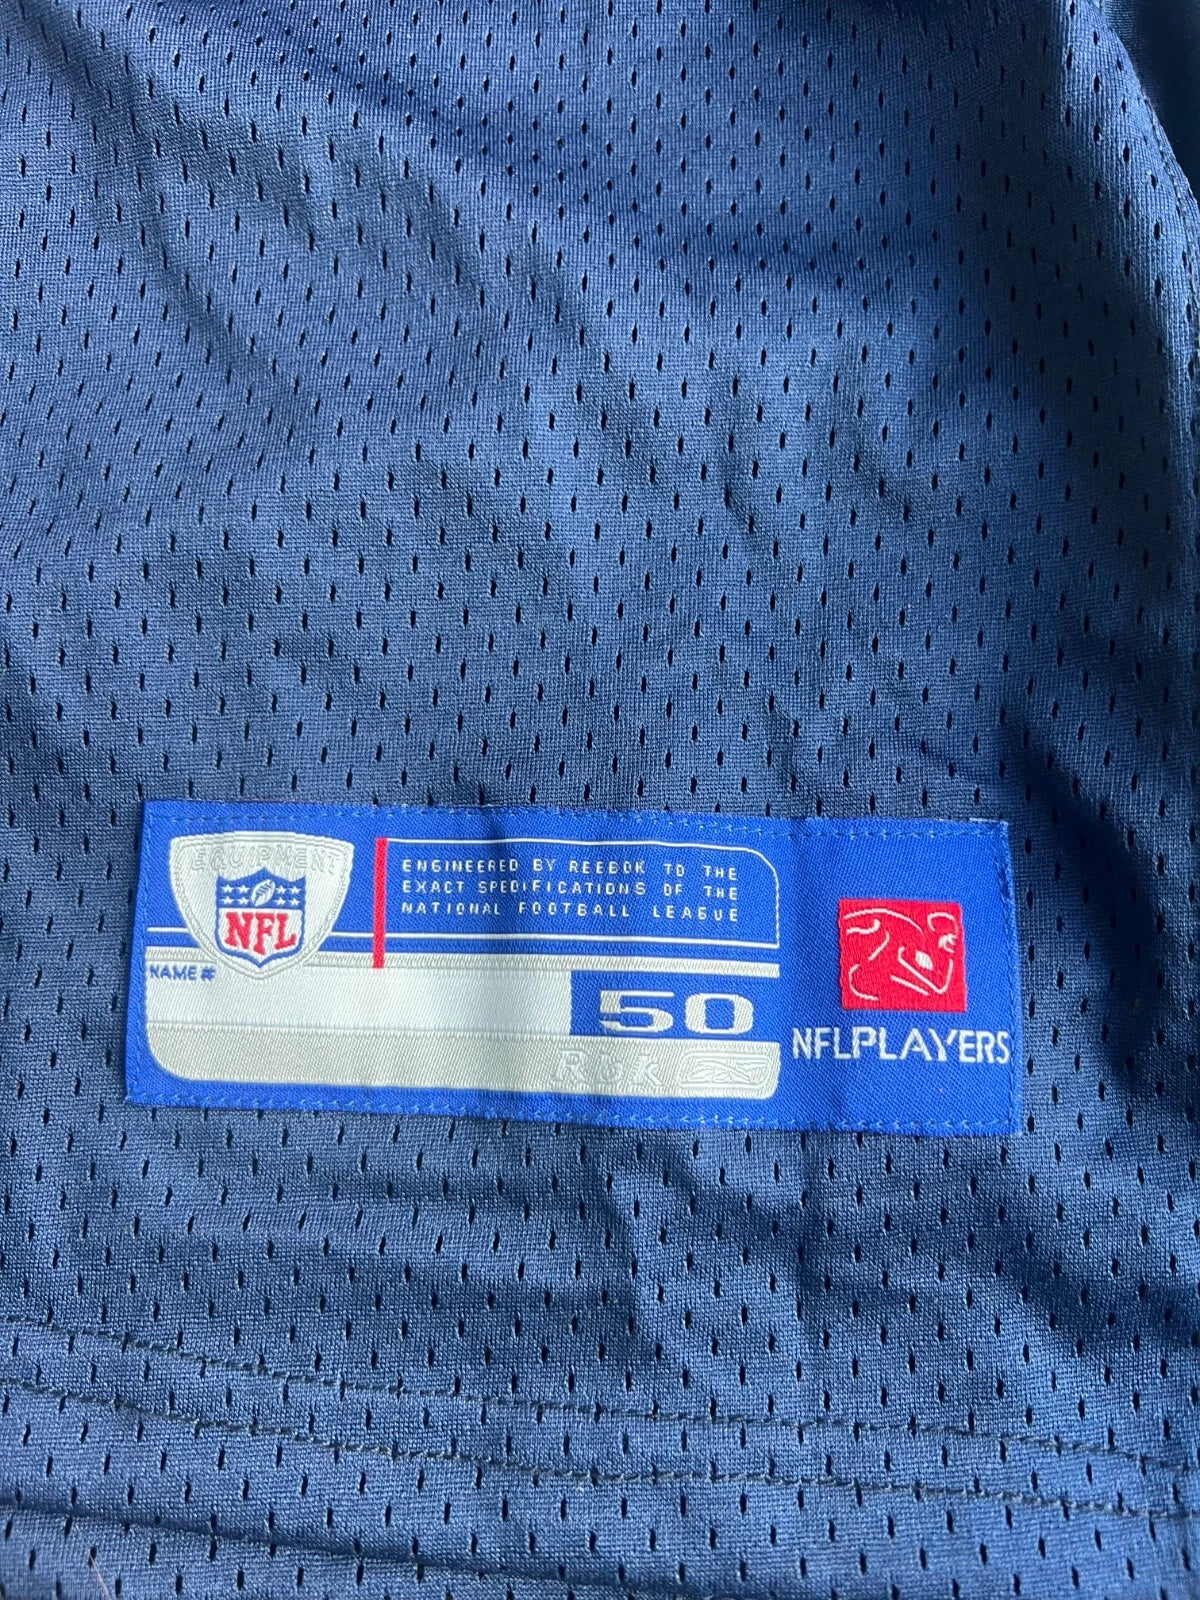 EQUIPMENT
NFL
ENGINEERED BY REEBOK TO THE
EXACT SPECIFICATIONS OF THE
NATIONAL FOOTBALL LEAGUE
NAME #
50
Rbk
NFLPLAYERS